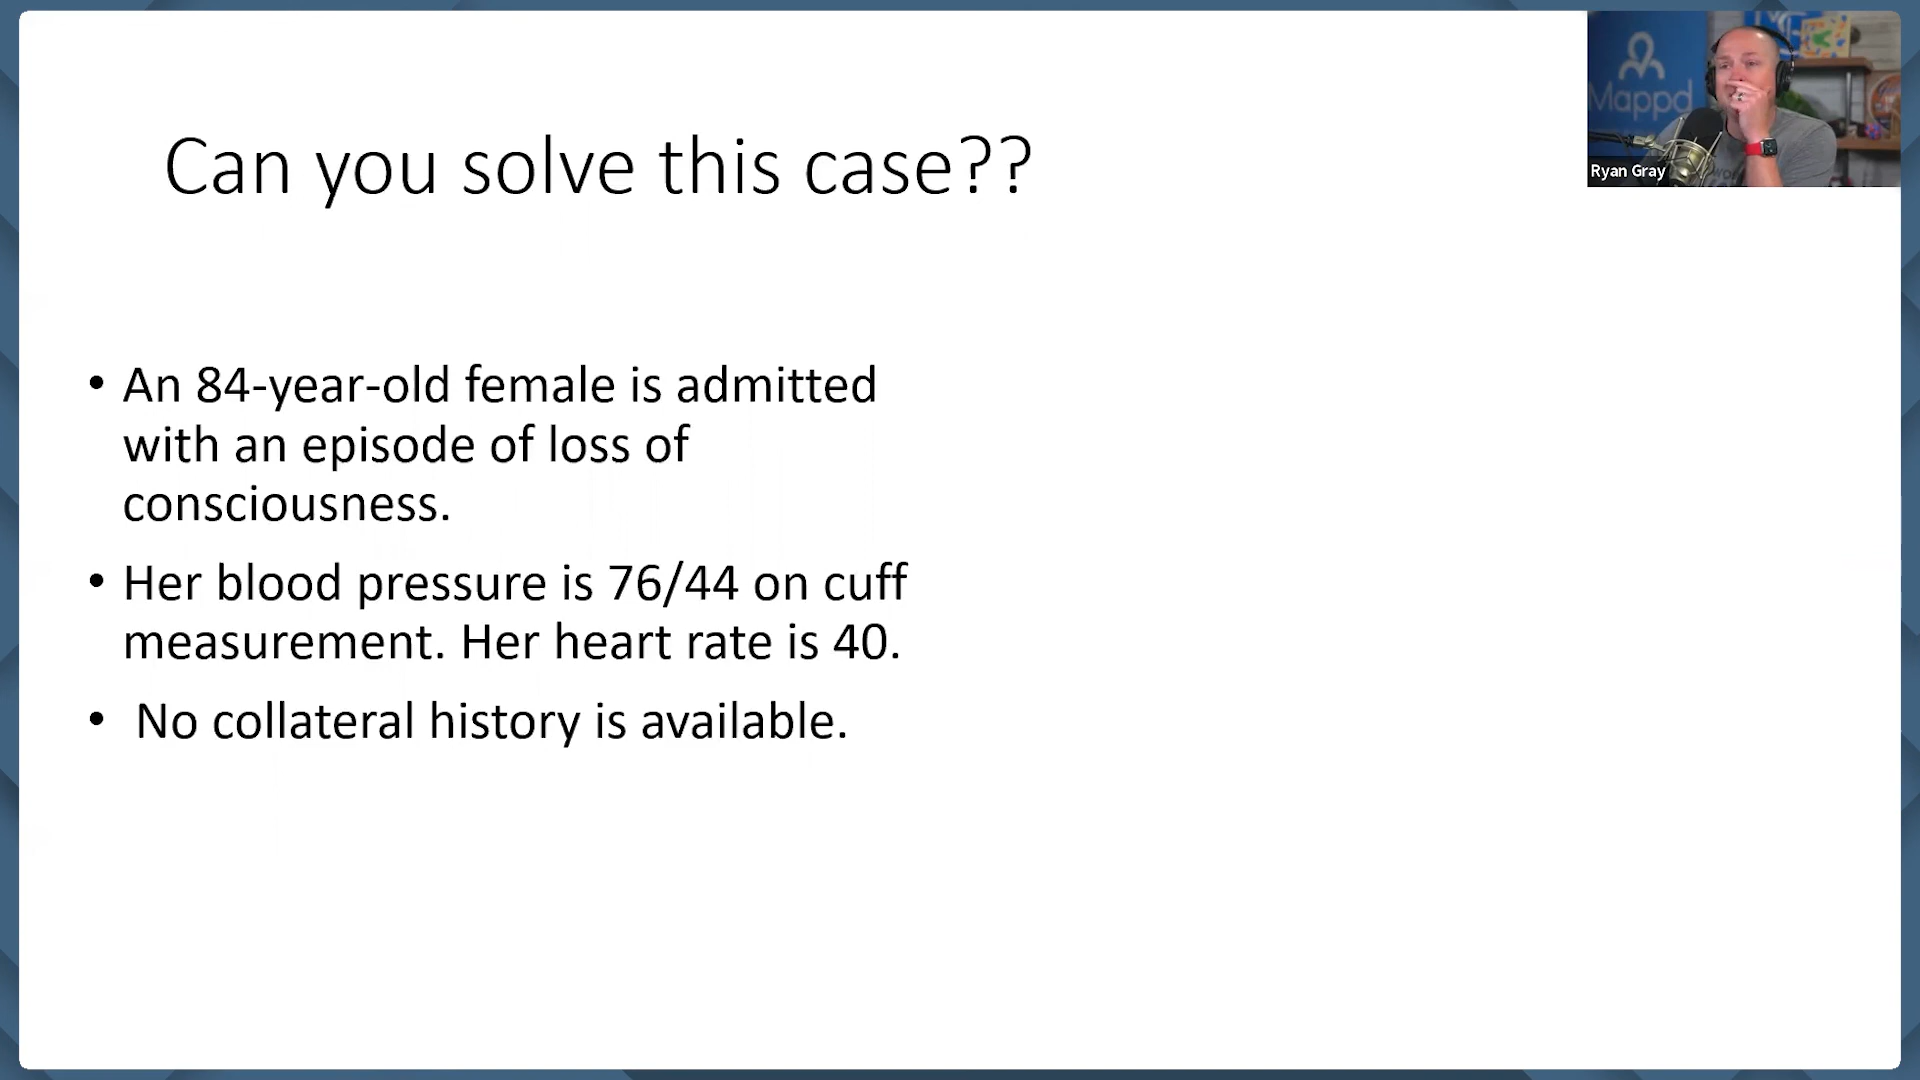 Can you solve this case??
Mappd
Ryan Gray
• An 84-year-old female is admitted
with an episode of loss of
consciousness.
• Her blood pressure is 76/44 on cuff
measurement. Her heart rate is 40.
• No collateral history is available.